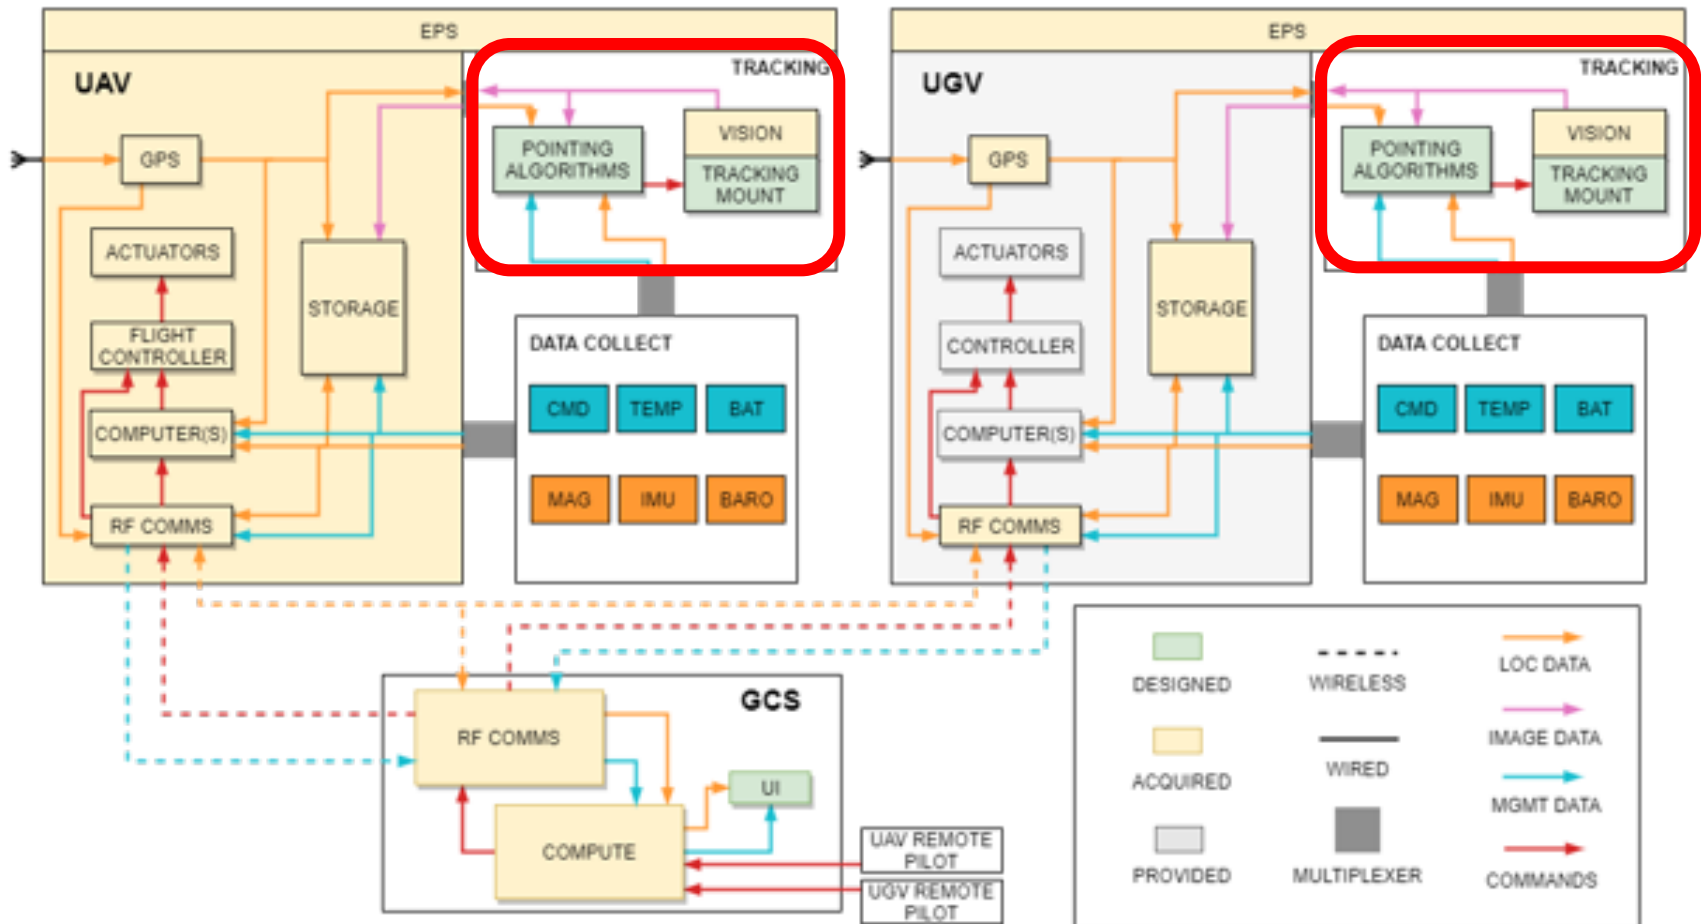 EPS
UAV
TRACKING
GPS
POINTING
ALGORITHMS
VISION
TRACKING
MOUNT
ACTUATORS
STORAGE
FLIGHT
CONTROLLER
DATA COLLECT
COMPUTER(S)
CMD
TEMP
BAT
MAG
IMU
BARO
RF COMMS
EPS
UGV
TRACKING
GPS
POINTING
ALGORITHMS
VISION
TRACKING
MOUNT
ACTUATORS
STORAGE
CONTROLLER
DATA COLLECT
COMPUTER(S)
CMD
TEMP
BAT
MAG
IMU
BARO
RF COMMS
GCS
RF COMMS
UI
COMPUTE
UAV REMOTE
PILOT
UGV REMOTE
PILOT
DESIGNED
WIRELESS
LOC DATA
ACQUIRED
WIRED
IMAGE DATA
MGMT DATA
PROVIDED
MULTIPLEXER
COMMANDS